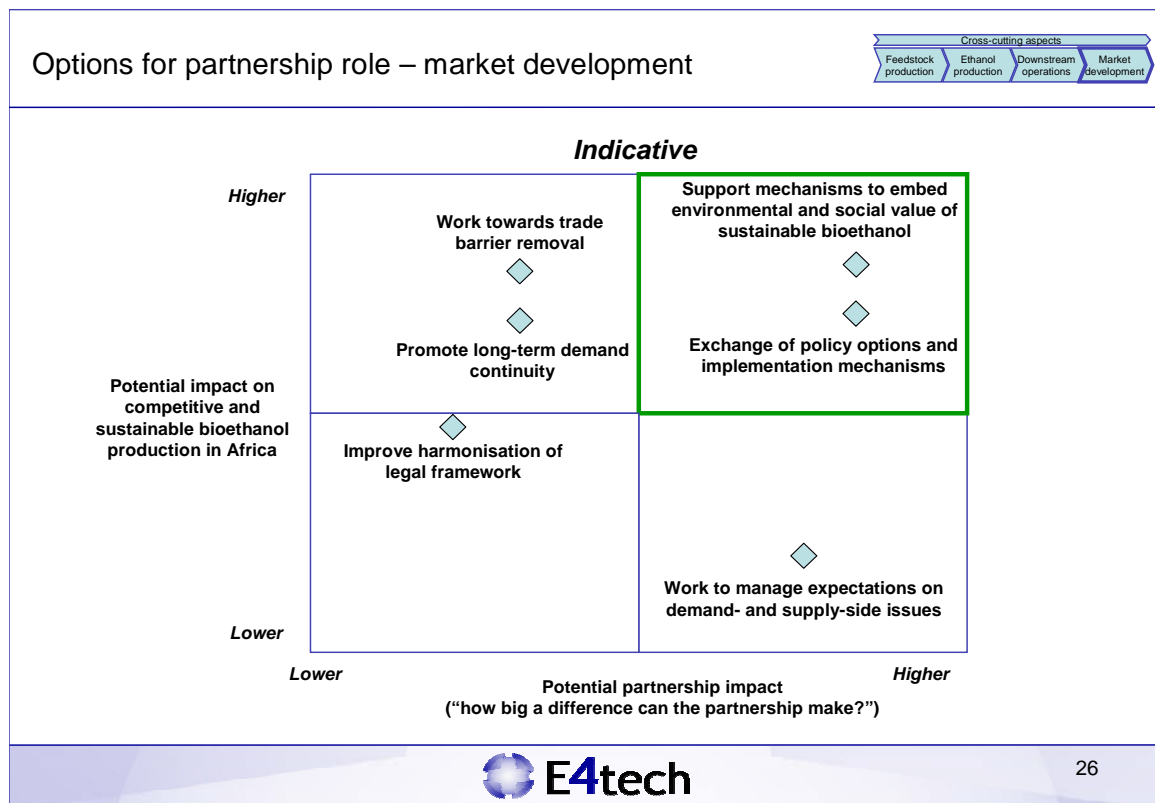 Options for partnership role – market development
Cross-cutting aspects
Feedstock
production
Ethanol
production
Downstream
operations
Market
development
Indicative
Higher
Support mechanisms to embed
environmental and social value of
sustainable bioethanol
Work towards trade
barrier removal
Promote long-term demand
continuity
Exchange of policy options and
implementation mechanisms
Potential impact on
competitive and
sustainable bioethanol
production in Africa
Improve harmonisation of
legal framework
Work to manage expectations on
demand- and supply-side issues
Lower
Lower
Higher
Potential partnership impact
(“how big a difference can the partnership make?”)
E4tech
26